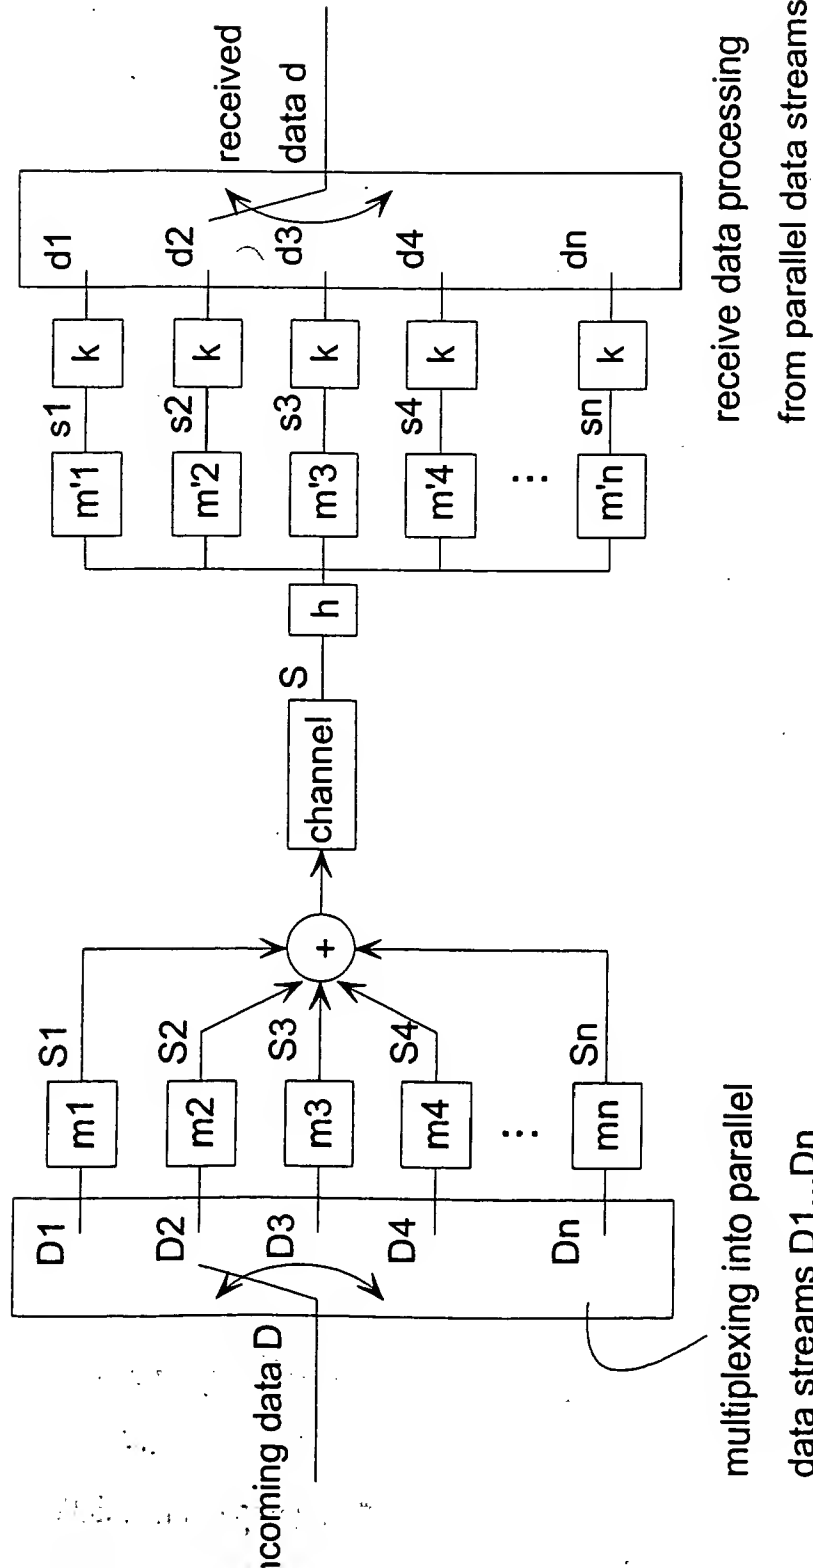 incoming data D
D1
D2
D3
D4
Dn
m1
m2
m3
m4
...
mn
S1
S2
S3
S4
Sn
+
channel
S
h
m'1
m'2
m'3
m'4
...
m'n
s1
s2
s3
s4
sn
k
k
k
k
k
d1
d2
d3
d4
dn
received
data d
multiplexing into parallel
data streams D1...Dn
receive data processing
from parallel data streams